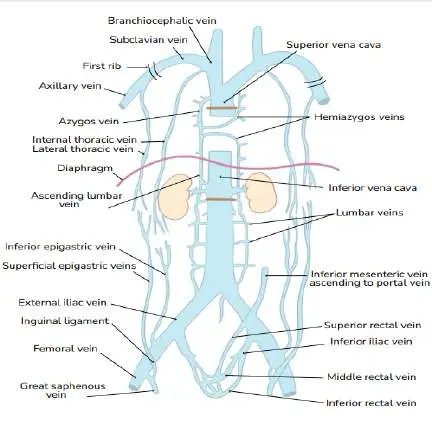 Branchiocephalic vein
Subclavian vein
Superior vena cava
First rib
Axillary vein
Azygos vein
Hemiazygos veins
Internal thoracic vein
Lateral thoracic vein
Diaphragm
Ascending lumbar
vein
Inferior vena cava
Lumbar veins
Inferior epigastric vein
Superficial epigastric veins
Inferior mesenteric vein
ascending to portal vein
External iliac vein
Inguinal ligament
Superior rectal vein
Inferior iliac vein
Femoral vein
Middle rectal vein
Great saphenous
vein
Inferior rectal vein